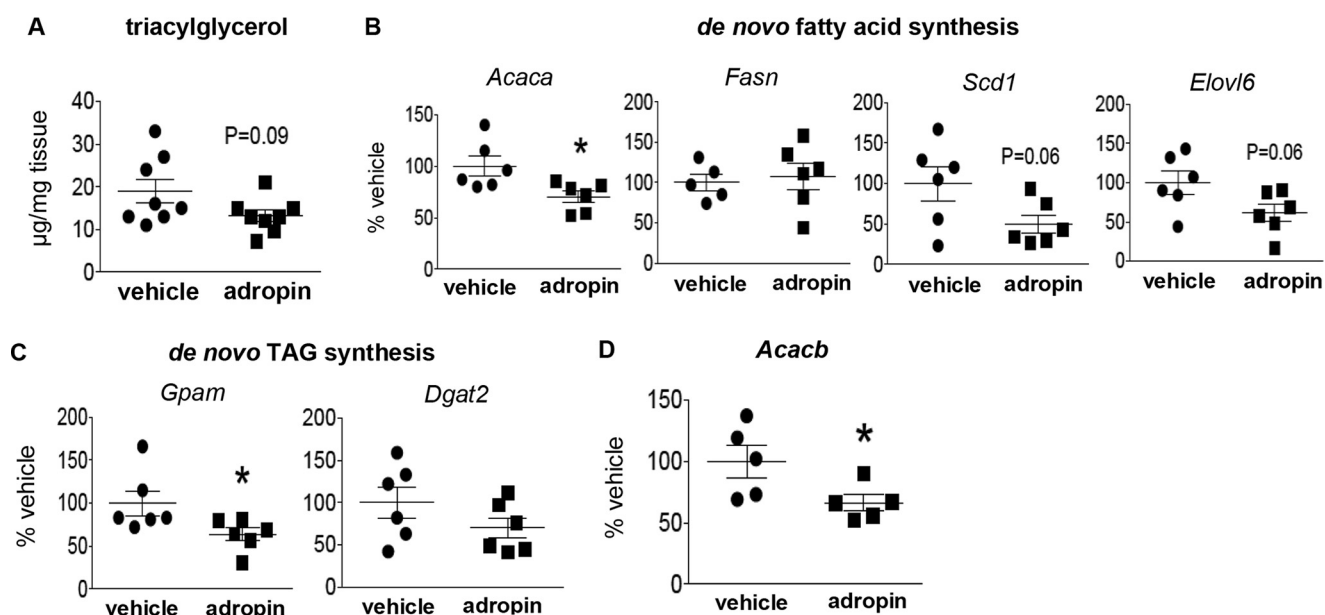 A triacylglycerol
µg/mg tissue
40
30
20
10
0
P=0.09
vehicle adropin
B de novo fatty acid synthesis
Acaca
% vehicle
150
100
50
0
*
vehicle adropin
Fasn
200
150
100
50
0
vehicle adropin
Scd1
200
150
100
50
0
P=0.06
vehicle adropin
Elovl6
200
150
100
50
0
P=0.06
vehicle adropin
C de novo TAG synthesis
Gpam
% vehicle
200
150
100
50
0
*
vehicle adropin
Dgat2
200
150
100
50
0
vehicle adropin
D Acacb
% vehicle
150
100
50
0
*
vehicle adropin